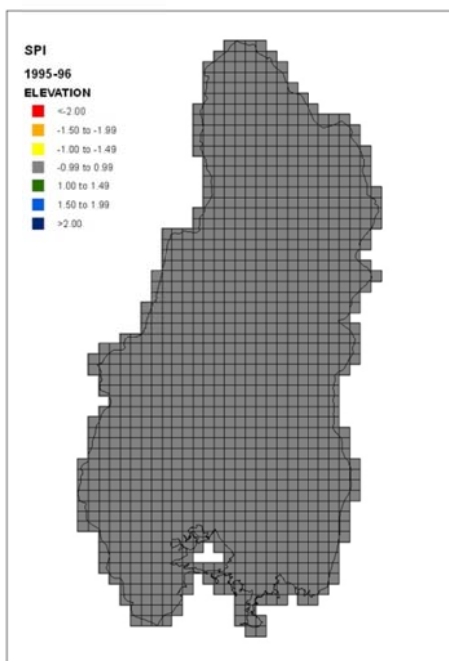 SPI
1995-96
ELEVATION
<-2.00
-1.50 to -1.99
-1.00 to -1.49
-0.99 to 0.99
1.00 to 1.49
1.50 to 1.99
>2.00